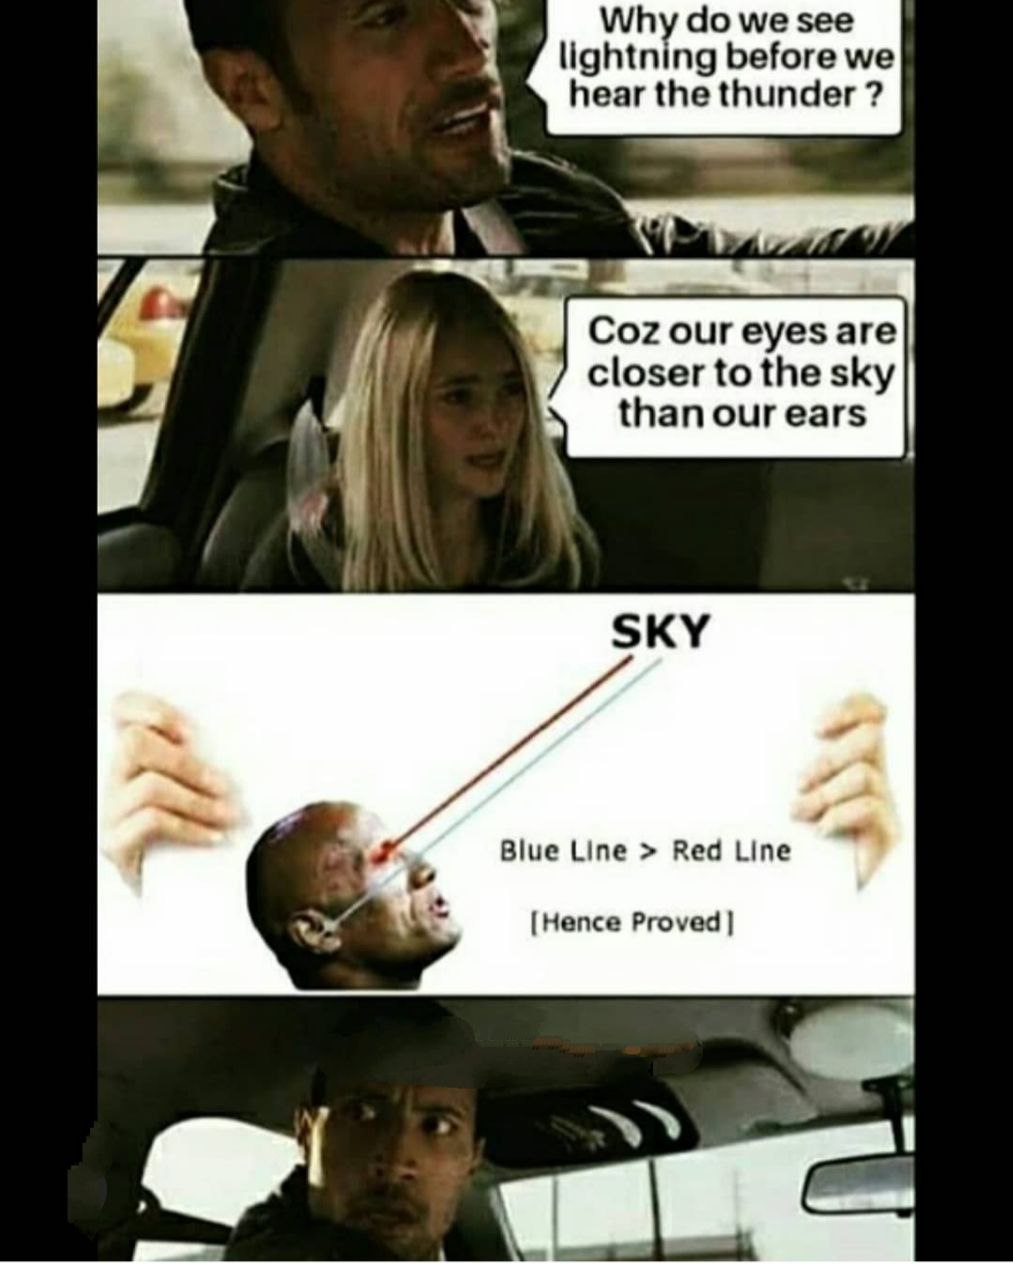 Why do we see
lightning before we
hear the thunder ?
Coz our eyes are
closer to the sky
than our ears
SKY
Blue Line > Red Line
[Hence Proved]